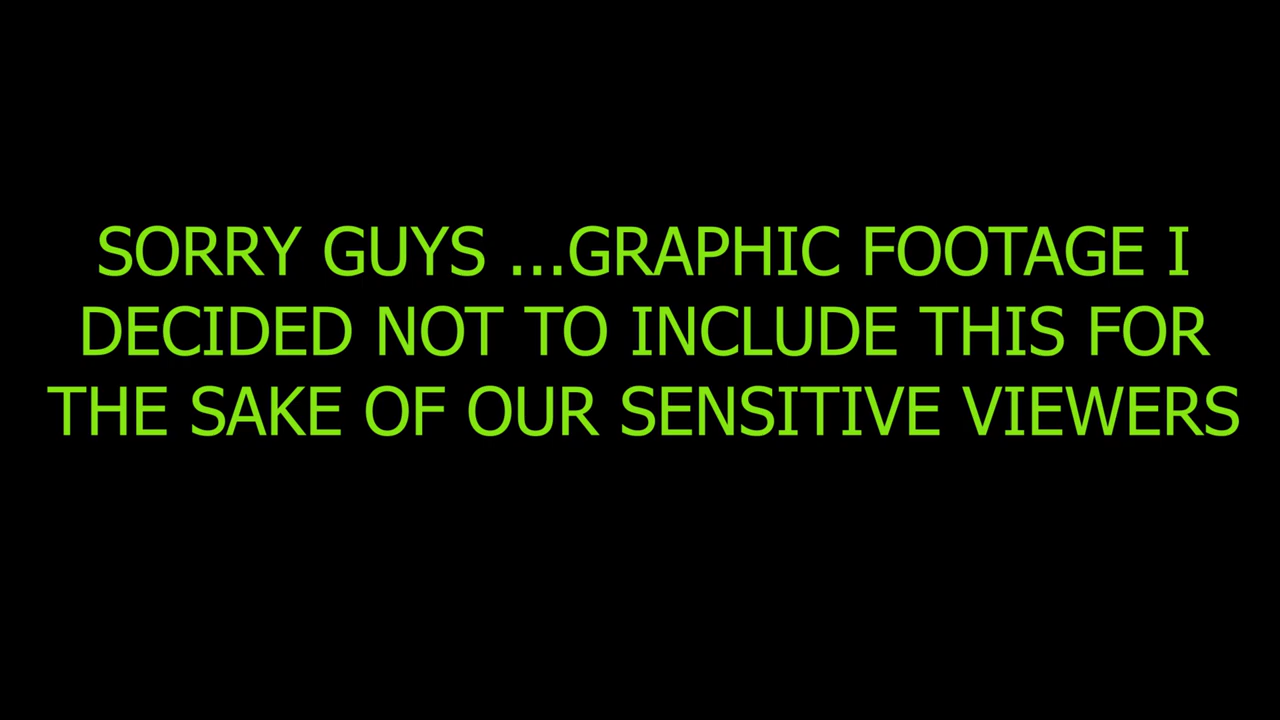 SORRY GUYS ...GRAPHIC FOOTAGE I
DECIDED NOT TO INCLUDE THIS FOR
THE SAKE OF OUR SENSITIVE VIEWERS